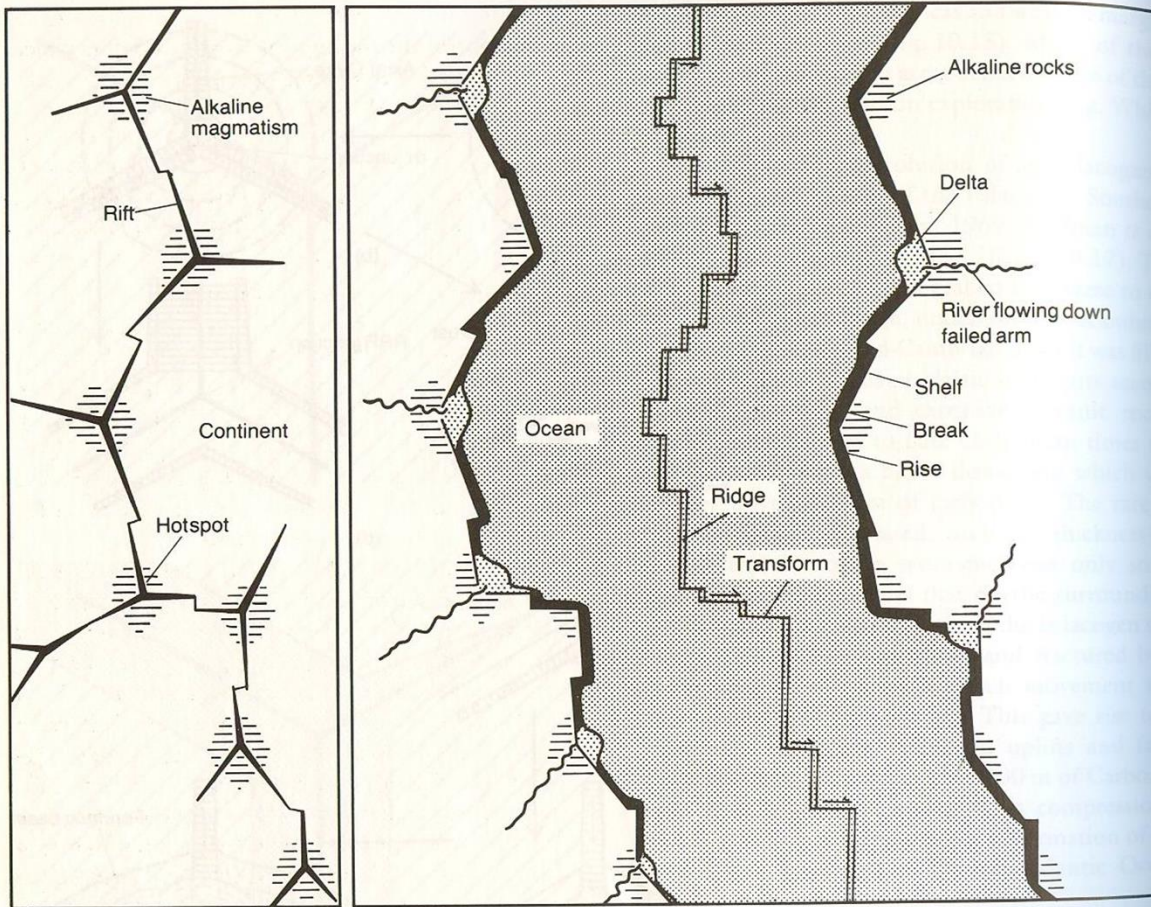 Alkaline
magmatism
Rift
Continent
Hotspot
Alkaline rocks
Delta
River flowing down
failed arm
Shelf
Break
Rise
Ocean
Ridge
Transform